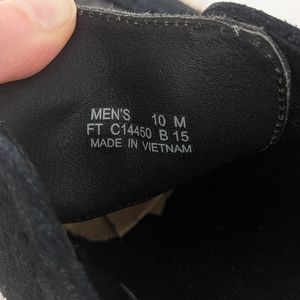 MEN'S 10 M
FT C14450 B 15
MADE IN VIETNAM